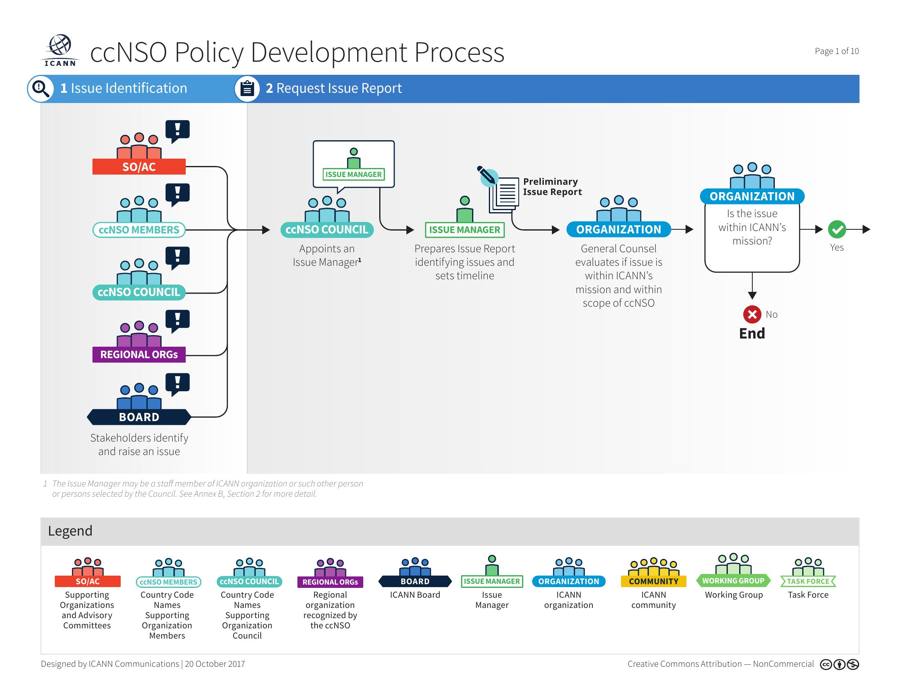 ICANN
ccNSO Policy Development Process
Page 1 of 10
1 Issue Identification
2 Request Issue Report
SO/AC
ccNSO MEMBERS
ccNSO COUNCIL
REGIONAL ORGs
BOARD
Stakeholders identify
and raise an issue
ISSUE MANAGER
ccNSO COUNCIL
Appoints an
Issue Manager¹
Preliminary
Issue Report
ISSUE MANAGER
Prepares Issue Report
identifying issues and
sets timeline
ORGANIZATION
General Counsel
evaluates if issue is
within ICANN's
mission and within
scope of ccNSO
ORGANIZATION
Is the issue
within ICANN's
mission?
Yes
No
End
1 The Issue Manager may be a staff member of ICANN organization or such other person
or persons selected by the Council. See Annex B, Section 2 for more detail.
Legend
SO/AC
Supporting
Organizations
and Advisory
Committees
ccNSO MEMBERS
Country Code
Names
Supporting
Organization
Members
ccNSO COUNCIL
Country Code
Names
Supporting
Organization
Council
REGIONAL ORGs
Regional
organization
recognized by
the ccNSO
BOARD
ICANN Board
ISSUE MANAGER
Issue
Manager
ORGANIZATION
ICANN
organization
COMMUNITY
ICANN
community
WORKING GROUP
Working Group
TASK FORCE
Task Force
Designed by ICANN Communications | 20 October 2017
Creative Commons Attribution — NonCommercial